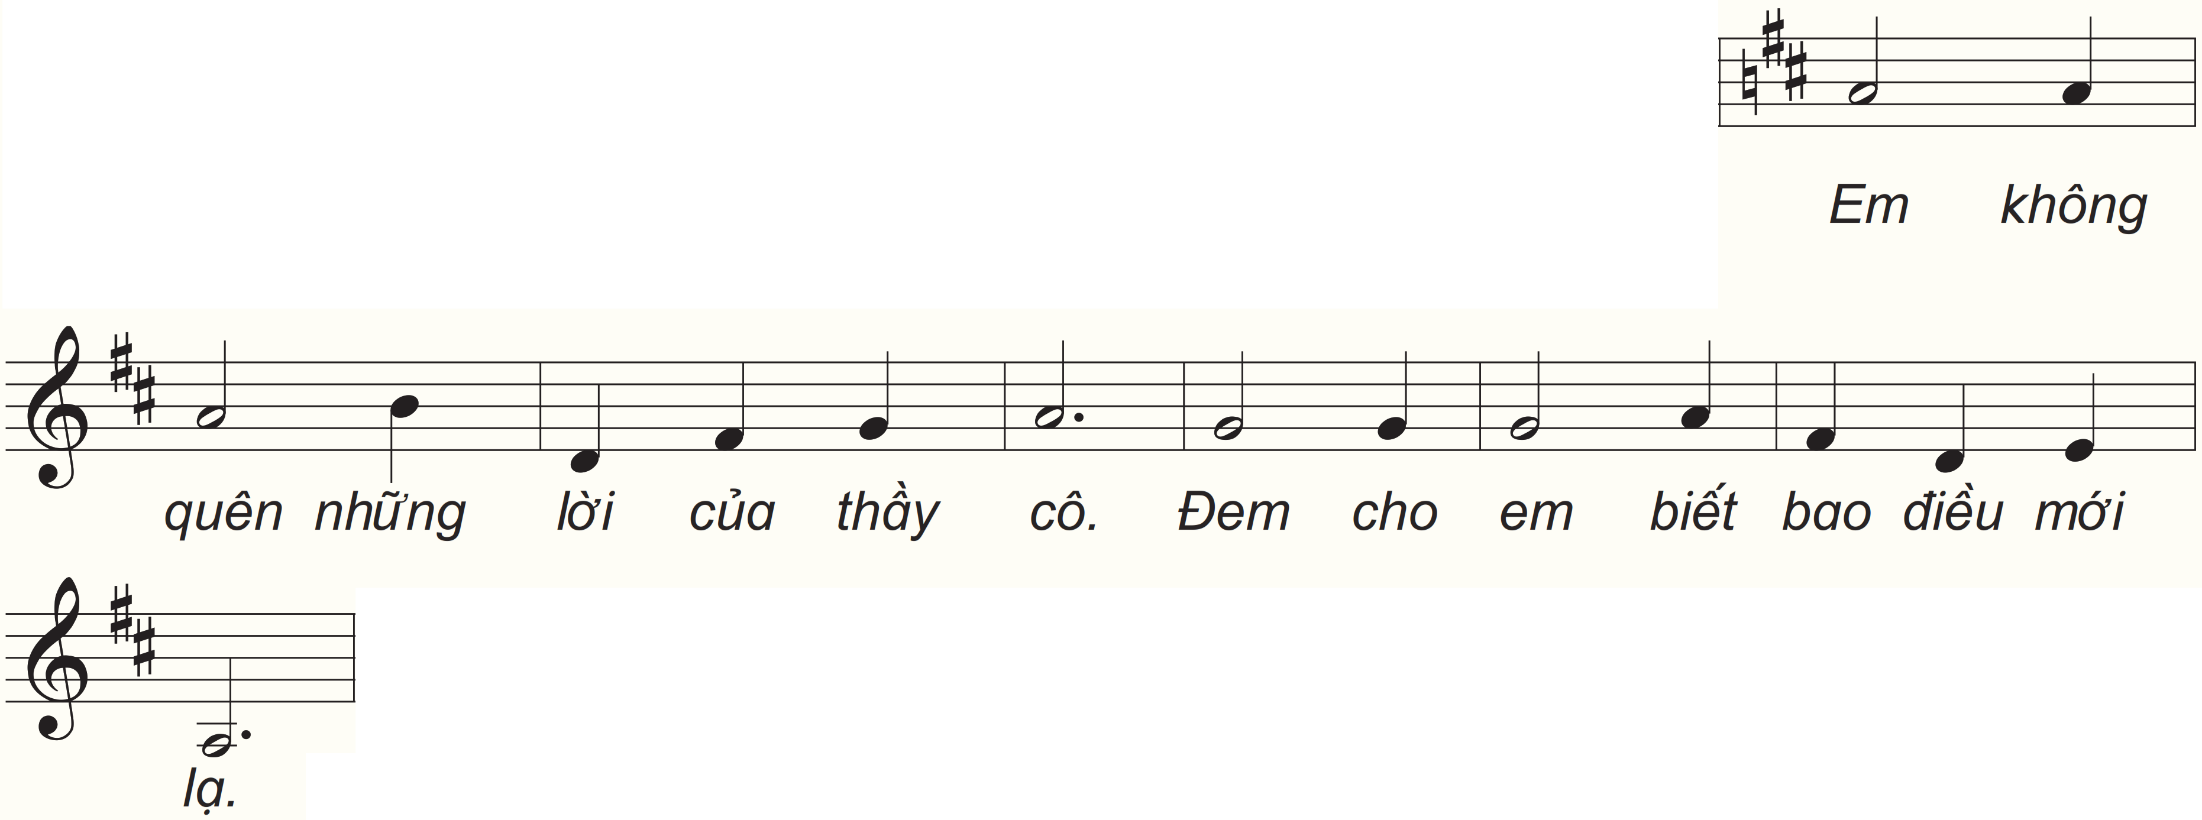 Em không
quên những lời của thầy cô. Đem cho em biết bao điều mới
lạ.